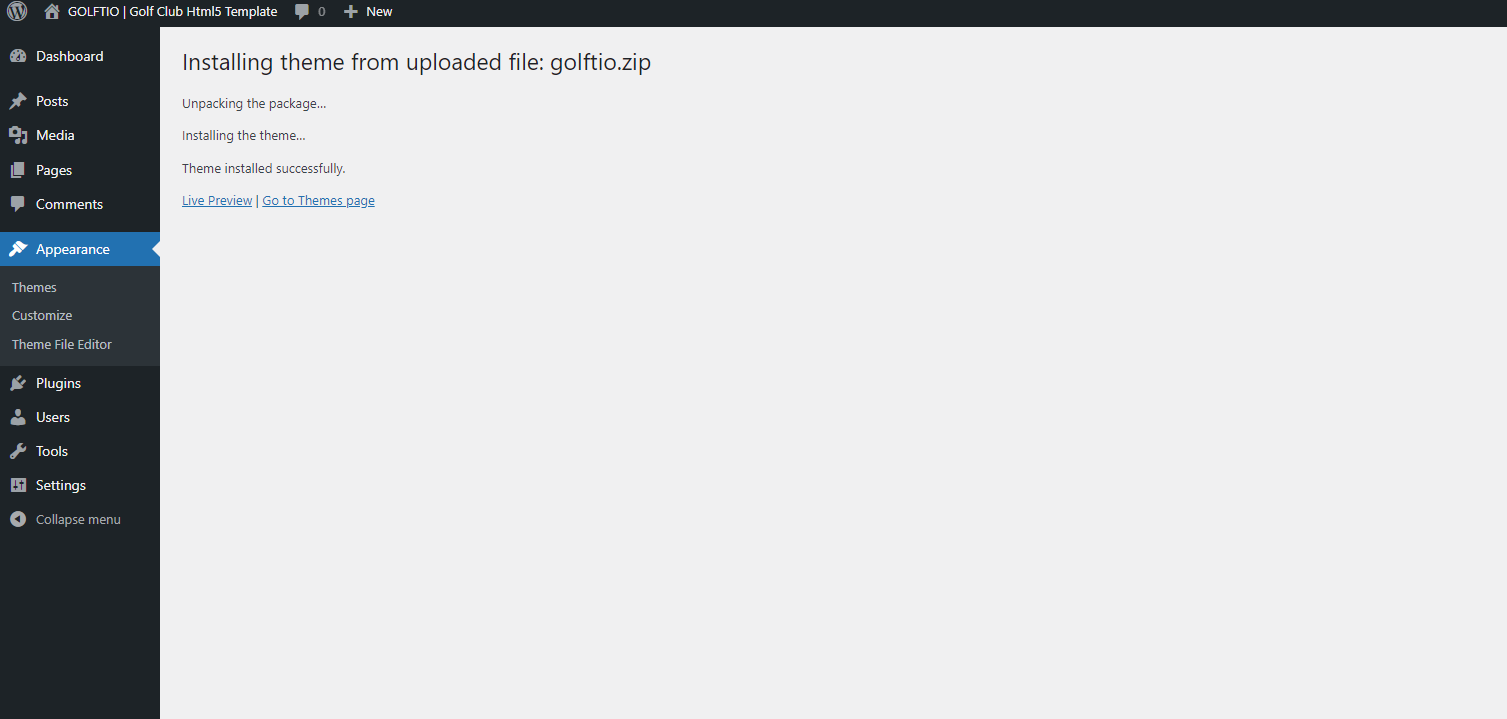 GOLFTIO | Golf Club Html5 Template 0 New
Dashboard
Posts
Media
Pages
Comments
Appearance
Themes
Customize
Theme File Editor
Plugins
Users
Tools
Settings
Collapse menu
Installing theme from uploaded file: golftio.zip
Unpacking the package…
Installing the theme…
Theme installed successfully.
Live Preview | Go to Themes page